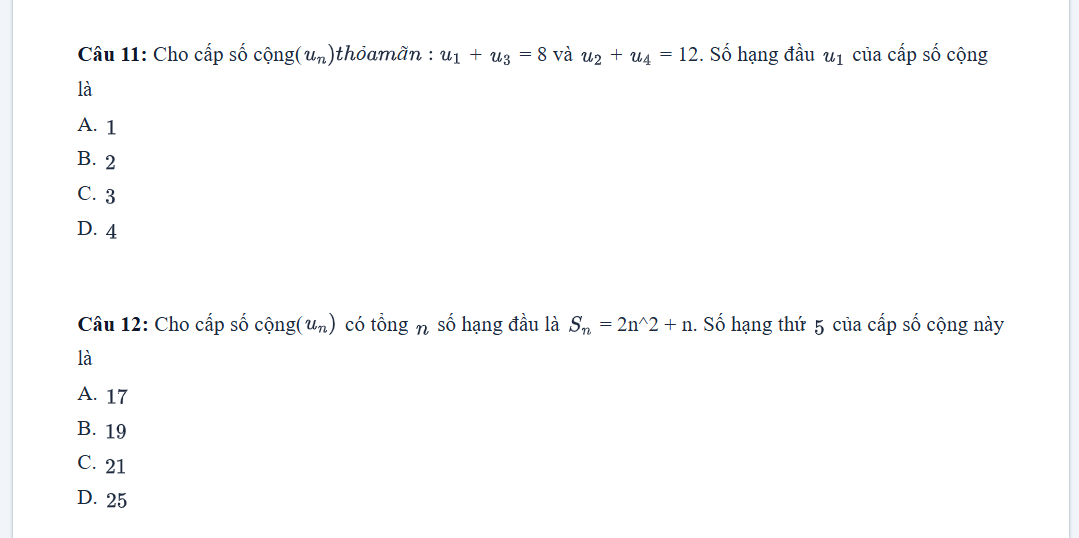 Câu 11: Cho cấp số cộng(uₙ)thỏamãn : u₁ + u₃ = 8 và u₂ + u₄ = 12. Số hạng đầu u₁ của cấp số cộng
là
A. 1
B. 2
C. 3
D. 4
Câu 12: Cho cấp số cộng(uₙ) có tổng n số hạng đầu là Sₙ = 2n^2 + n. Số hạng thứ 5 của cấp số cộng này
là
A. 17
B. 19
C. 21
D. 25